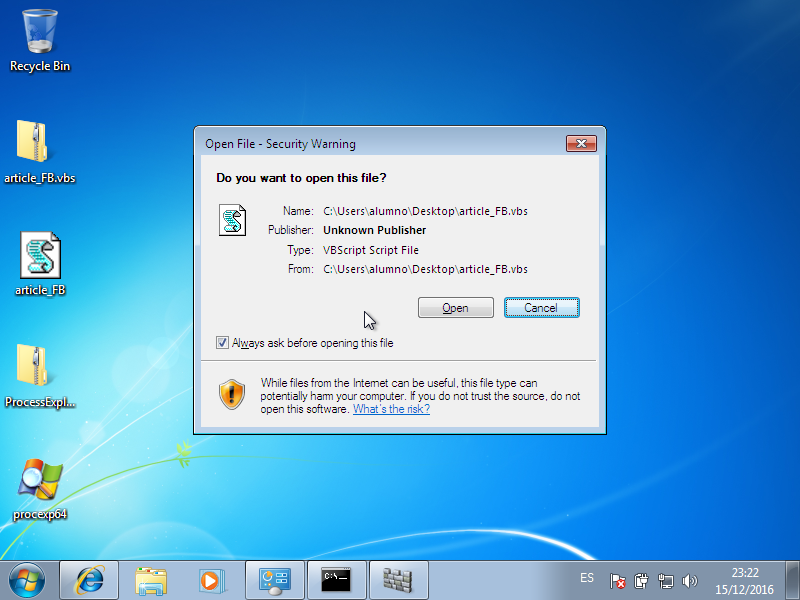 Recycle Bin
article_FB.vbs
article_FB
ProcessExpl...
procexp64
Open File - Security Warning
Do you want to open this file?
Name: C:\Users\alumno\Desktop\article_FB.vbs
Publisher: Unknown Publisher
Type: VBScript Script File
From: C:\Users\alumno\Desktop\article_FB.vbs
Open Cancel
Always ask before opening this file
While files from the Internet can be useful, this file type can
potentially harm your computer. If you do not trust the source, do not
open this software. What's the risk?
C:\_
ES
23:22
15/12/2016